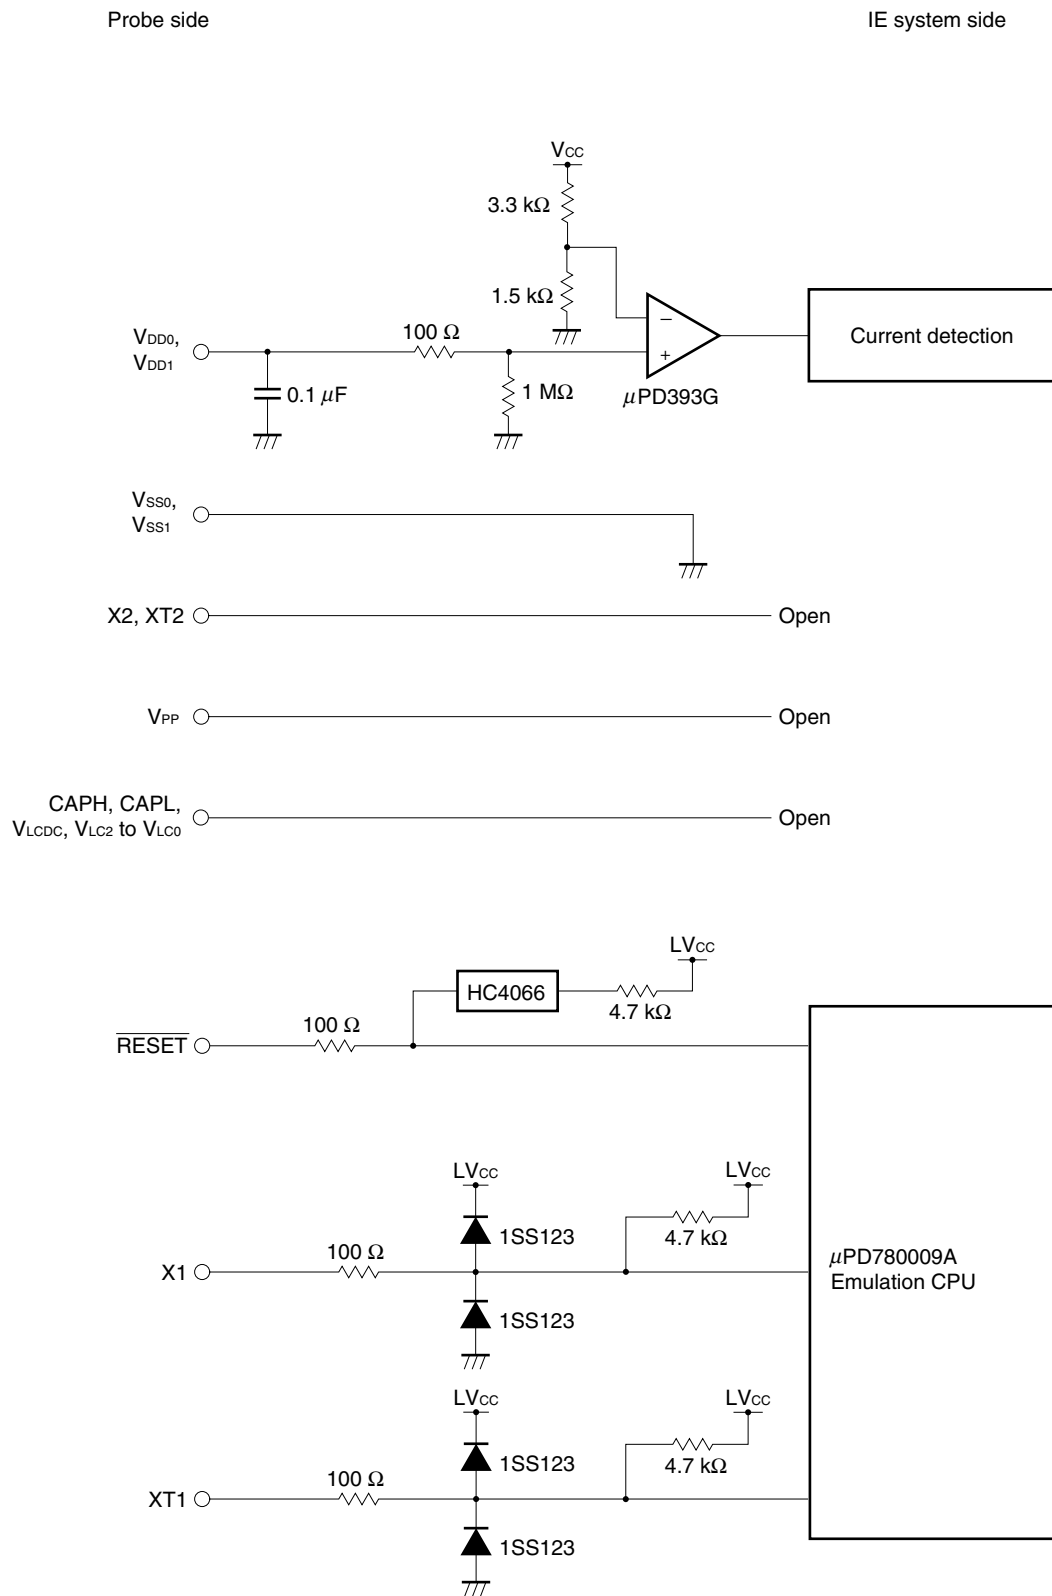 Probe side
IE system side
VCC
3.3 kΩ
1.5 kΩ
VDD0,
VDD1
100 Ω
0.1 μF
1 MΩ
−
+
μPD393G
Current detection
VSS0,
VSS1
X2, XT2
Open
VPP
Open
CAPH, CAPL,
VLCDC, VLC2 to VLC0
Open
LVCC
HC4066
4.7 kΩ
100 Ω
RESET
LVCC
LVCC
1SS123
4.7 kΩ
100 Ω
X1
1SS123
μPD780009A
Emulation CPU
LVCC
LVCC
1SS123
4.7 kΩ
100 Ω
XT1
1SS123